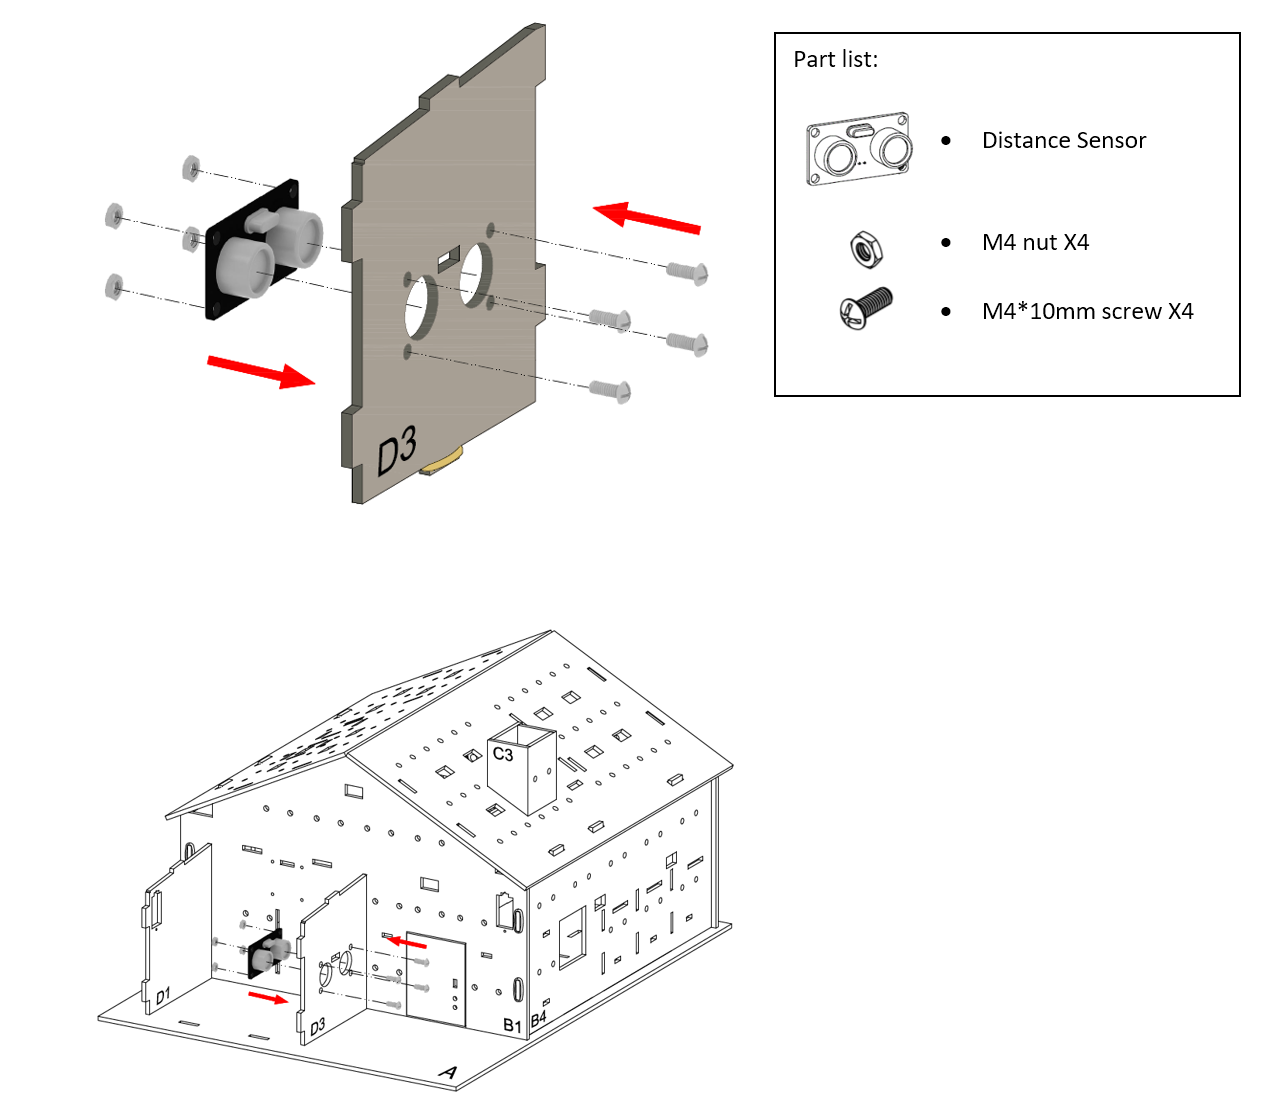 Part list:
Distance Sensor
M4 nut X4
M4*10mm screw X4
D3
C3
D1
D3
B1
B4
A